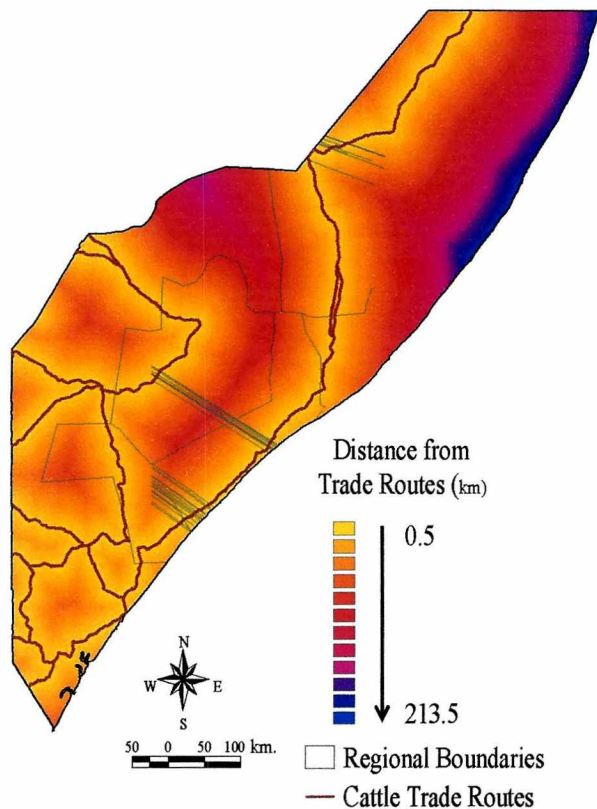 Distance from
Trade Routes (km)
0.5
213.5
N
W E
S
50 0 50 100 km.
Regional Boundaries
Cattle Trade Routes